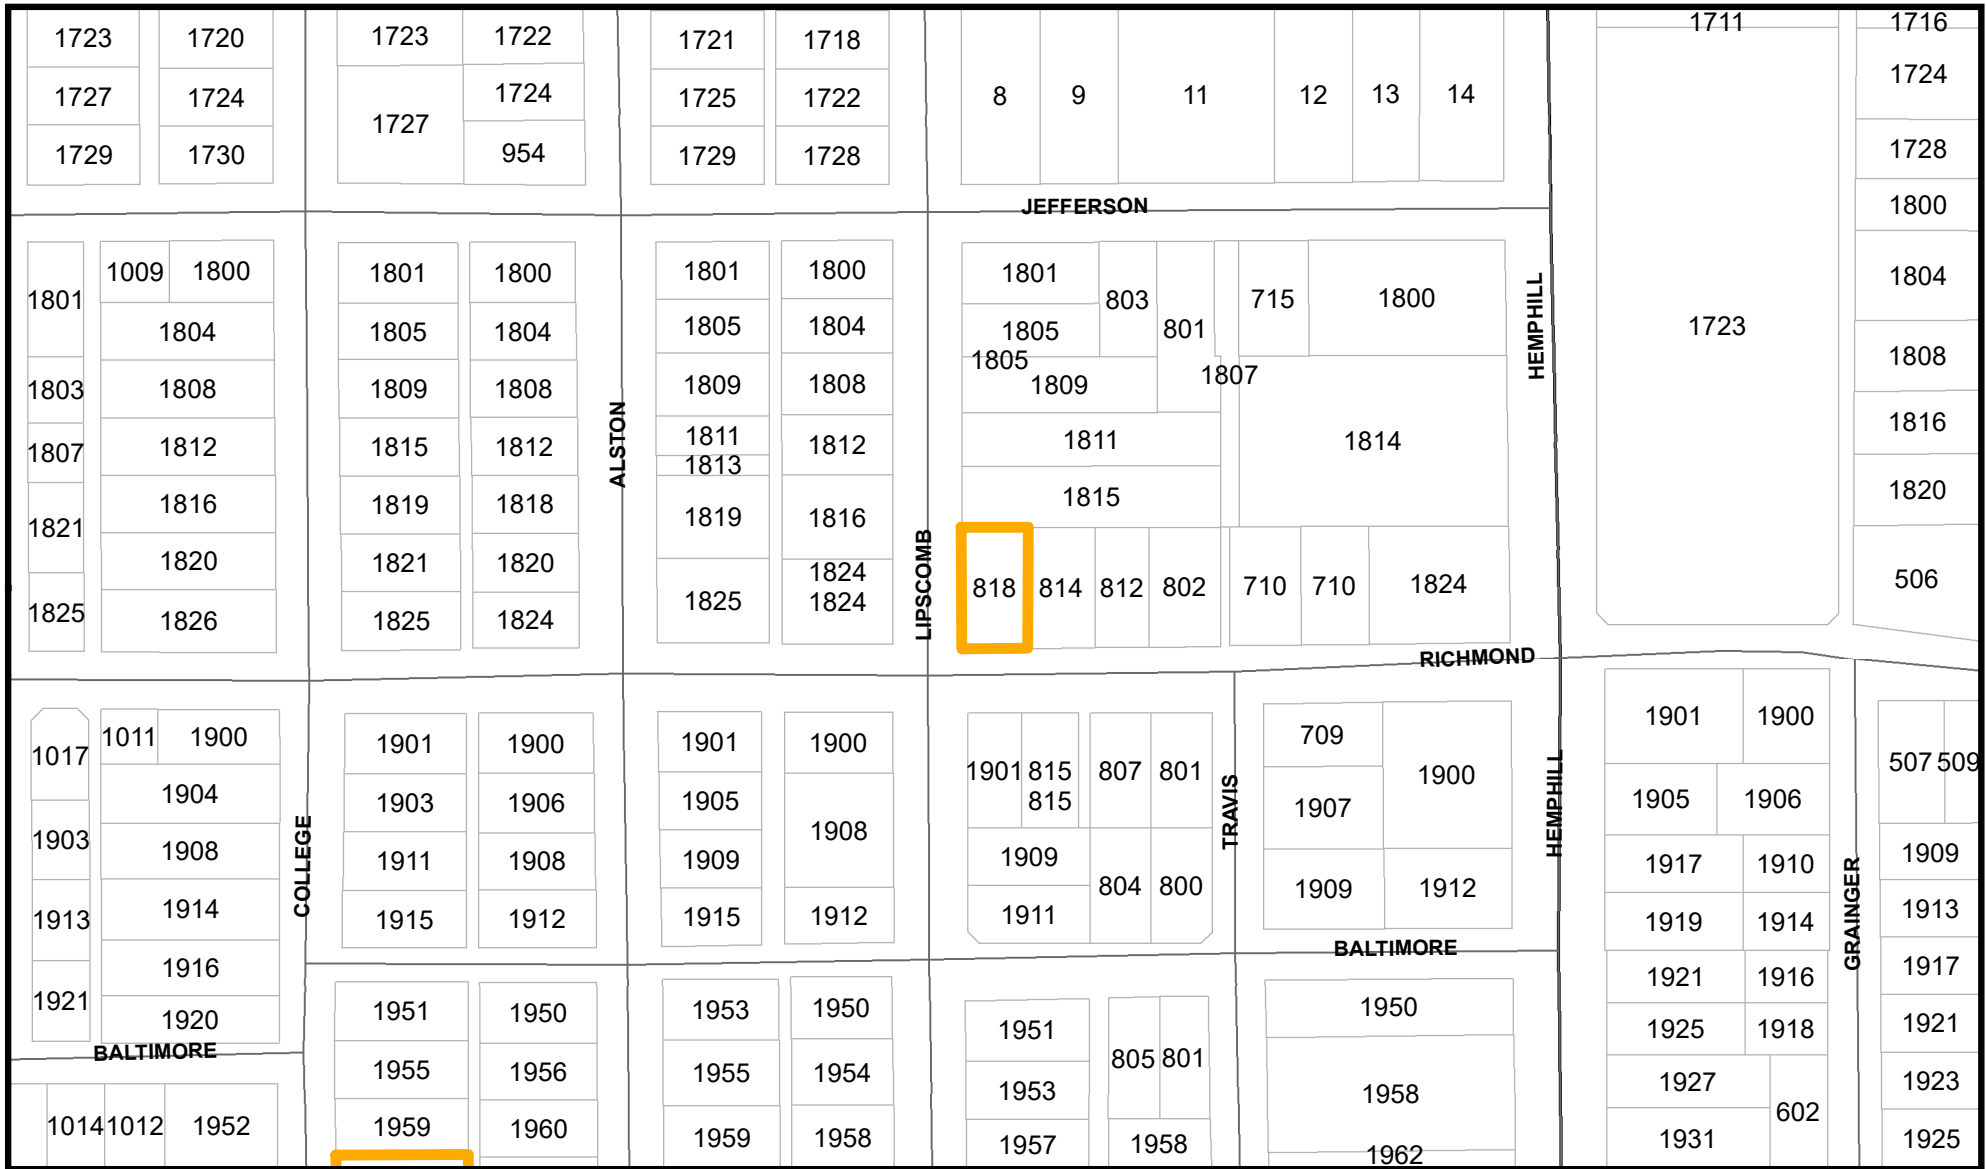 1723 1720 1723 1722 1721 1718 1711 1716
1727 1724 1727 1724 1725 1722 8 9 11 12 13 14 1724
1729 1730 954 1729 1728 1728
JEFFERSON
1800
1801 1009 1800 1801 1800 1801 1800 1801 803 801 715 1800 HEMPHILL 1723 1804
1804 1805 1804 1805 1804 1805
1805
1803 1808 1809 1808 1809 1808 1809 1807 1808
1807 1812 1815 1812 ALSTON 1811 1812 1811 1814 1816
1813
1821 1816 1819 1818 1819 1816 1815 1820
1820 1821 1820 1824 LIPSCOMB 818 814 812 802 710 710 1824 506
1825 1826 1825 1824 1825 1824
RICHMOND
1017 1011 1900 1901 1900 1901 1900 1901 815 807 801 709 1900 1901 1900 507 509
815
1904 1903 1906 1905 1908 TRAVIS 1907 HEMPHILL 1905 1906
1903 1908 COLLEGE 1911 1908 1909 1909 804 800 1909 1912 1917 1910 1909
1913 1914 1915 1912 1915 1912 1911 1919 1914 GRAINGER 1913
BALTIMORE
1921 1916 1921 1916 1917
1920 1951 1950 1953 1950 1951 805 801 1950 1925 1918 1921
BALTIMORE
1955 1956 1955 1954 1953 1958 1927 602 1923
1014 1012 1952 1959 1960 1959 1958 1957 1958 1962 1931 1925